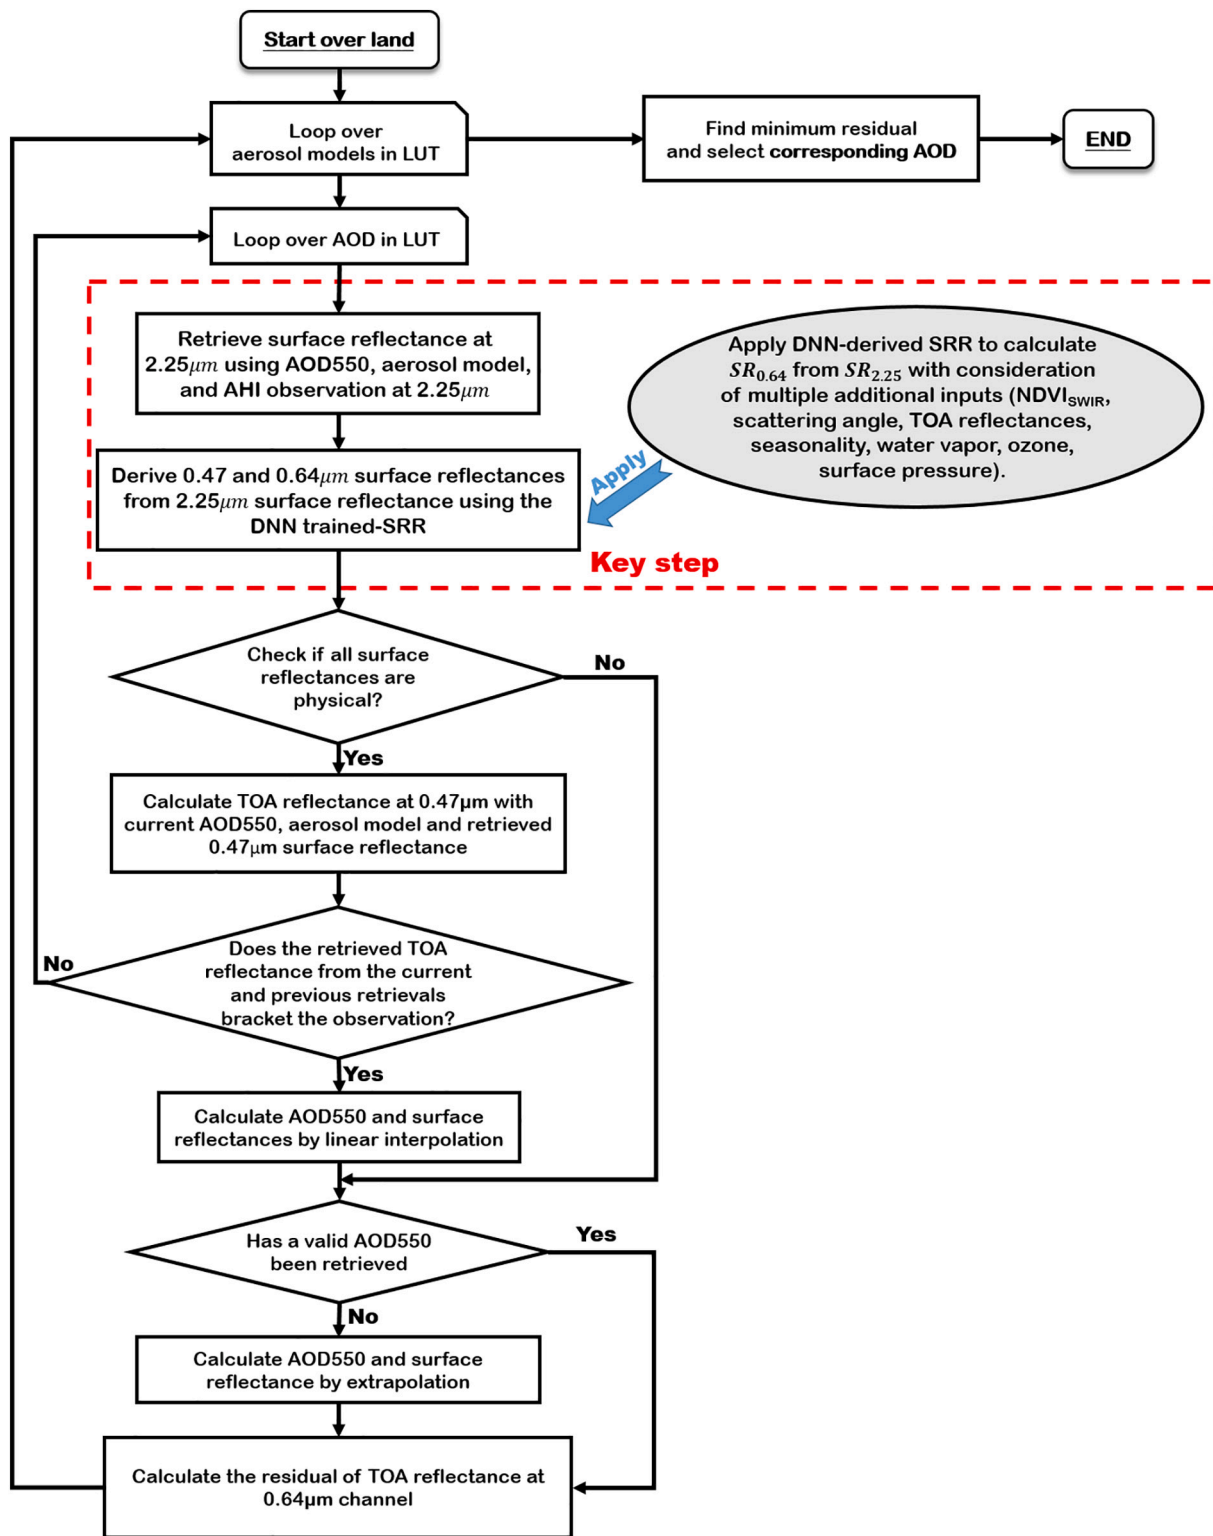 Start over land
Loop over
aerosol models in LUT
Find minimum residual
and select corresponding AOD
END
Loop over AOD in LUT
Retrieve surface reflectance at
2.25μm using AOD550, aerosol model,
and AHI observation at 2.25μm
Apply DNN-derived SRR to calculate
SR0.64 from SR2.25 with consideration
of multiple additional inputs (NDVISWIR,
scattering angle, TOA reflectances,
seasonality, water vapor, ozone,
surface pressure).
Apply
Derive 0.47 and 0.64μm surface reflectances
from 2.25μm surface reflectance using the
DNN trained-SRR
Key step
Check if all surface
reflectances are
physical?
No
Yes
Calculate TOA reflectance at 0.47μm with
current AOD550, aerosol model and retrieved
0.47μm surface reflectance
Does the retrieved TOA
reflectance from the current
and previous retrievals
bracket the observation?
No
Yes
Calculate AOD550 and surface
reflectances by linear interpolation
Has a valid AOD550
been retrieved
Yes
No
Calculate AOD550 and surface
reflectance by extrapolation
Calculate the residual of TOA reflectance at
0.64μm channel